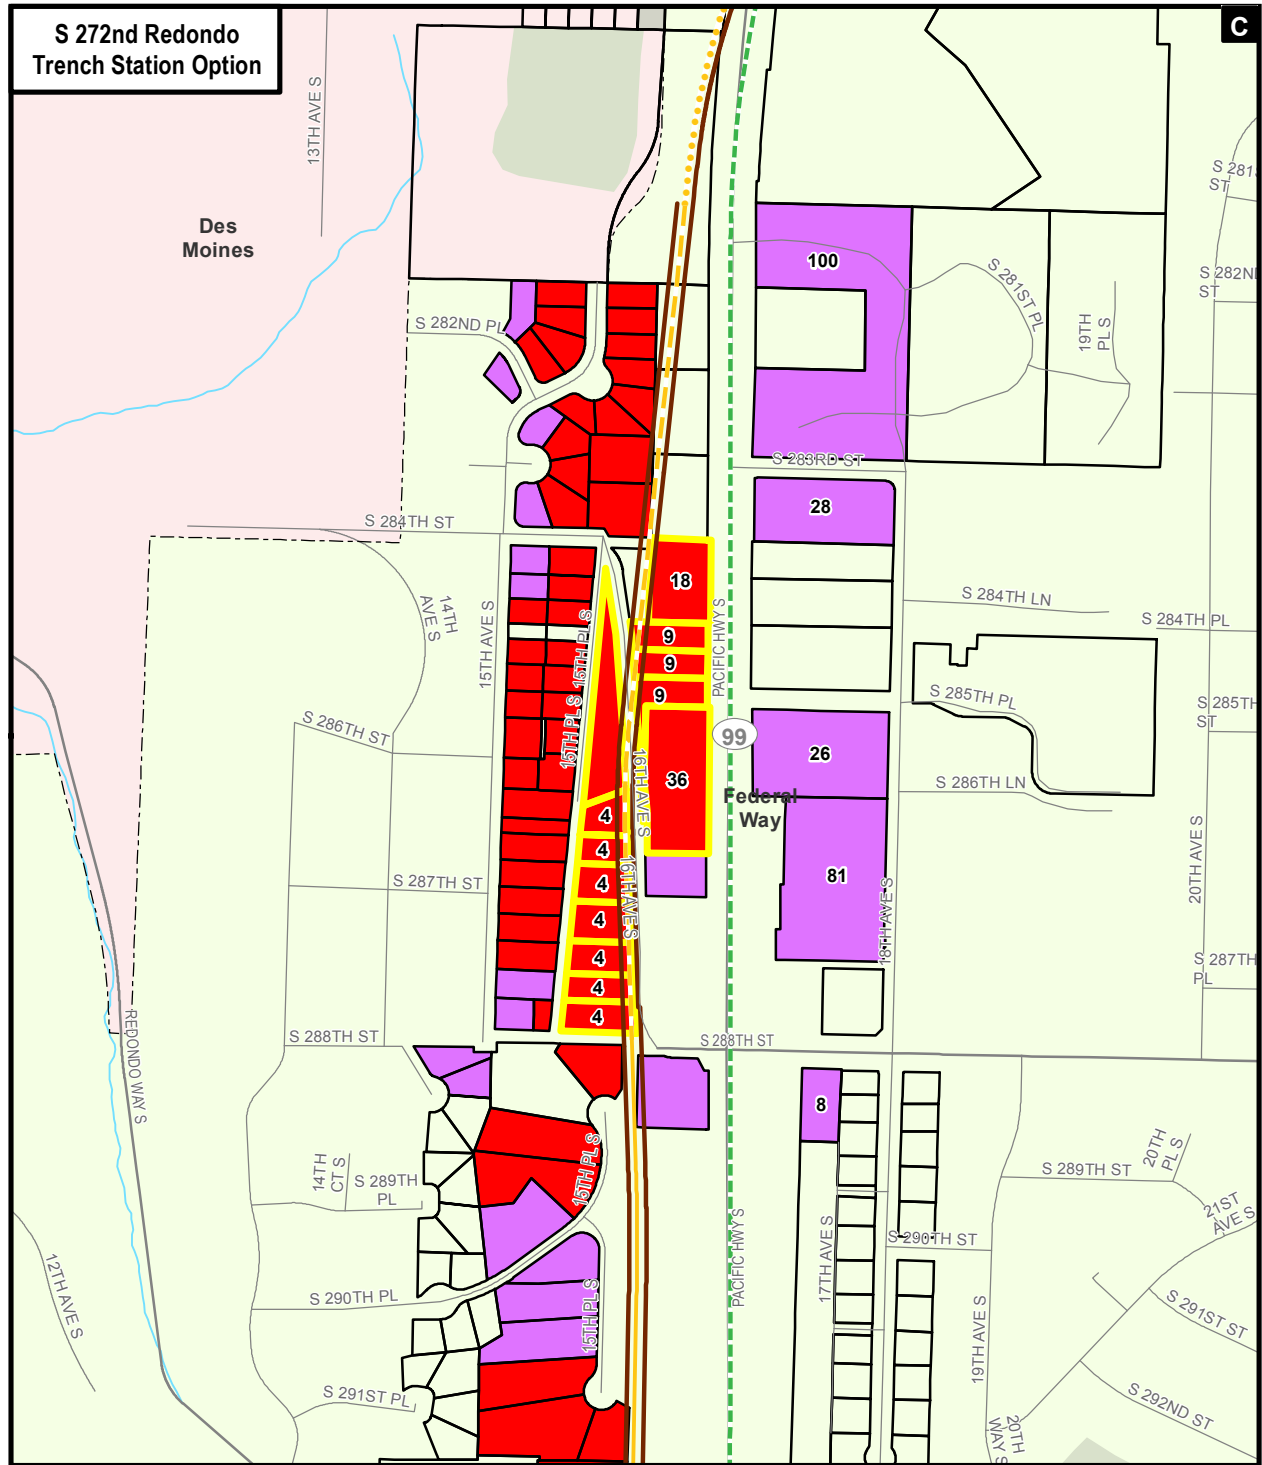 S 272nd Redondo
Trench Station Option
C
13TH AVE S
Des
Moines
S 281S
ST
100
S 281ST PL
S 282ND
ST
19TH
PL S
S 282ND PL
S 283RD ST
28
S 284TH ST
14TH
AVE S
15TH AVE S
18
9
9
9
PACIFIC HWY S
S 284TH LN
S 284TH PL
15TH PL S
15TH PL S
S 285TH PL
S 285TH
ST
S 286TH ST
99
26
16TH AVE S
36
S 286TH LN
Federal
Way
4
4
4
4
4
4
4
16TH AVE S
S 287TH ST
81
18TH AVE S
20TH AVE S
S 287TH
PL
REDONDO WAY S
S 288TH ST
S 288TH ST
8
14TH
CT S
S 289TH
PL
15TH PL S
S 289TH ST
20TH
PL S
21ST
AVE S
S 290TH ST
17TH AVE S
PACIFIC HWY S
12TH AVE S
S 290TH PL
15TH PL S
19TH AVE S
S 291ST ST
S 291ST PL
S 292ND ST
20TH
WAY S